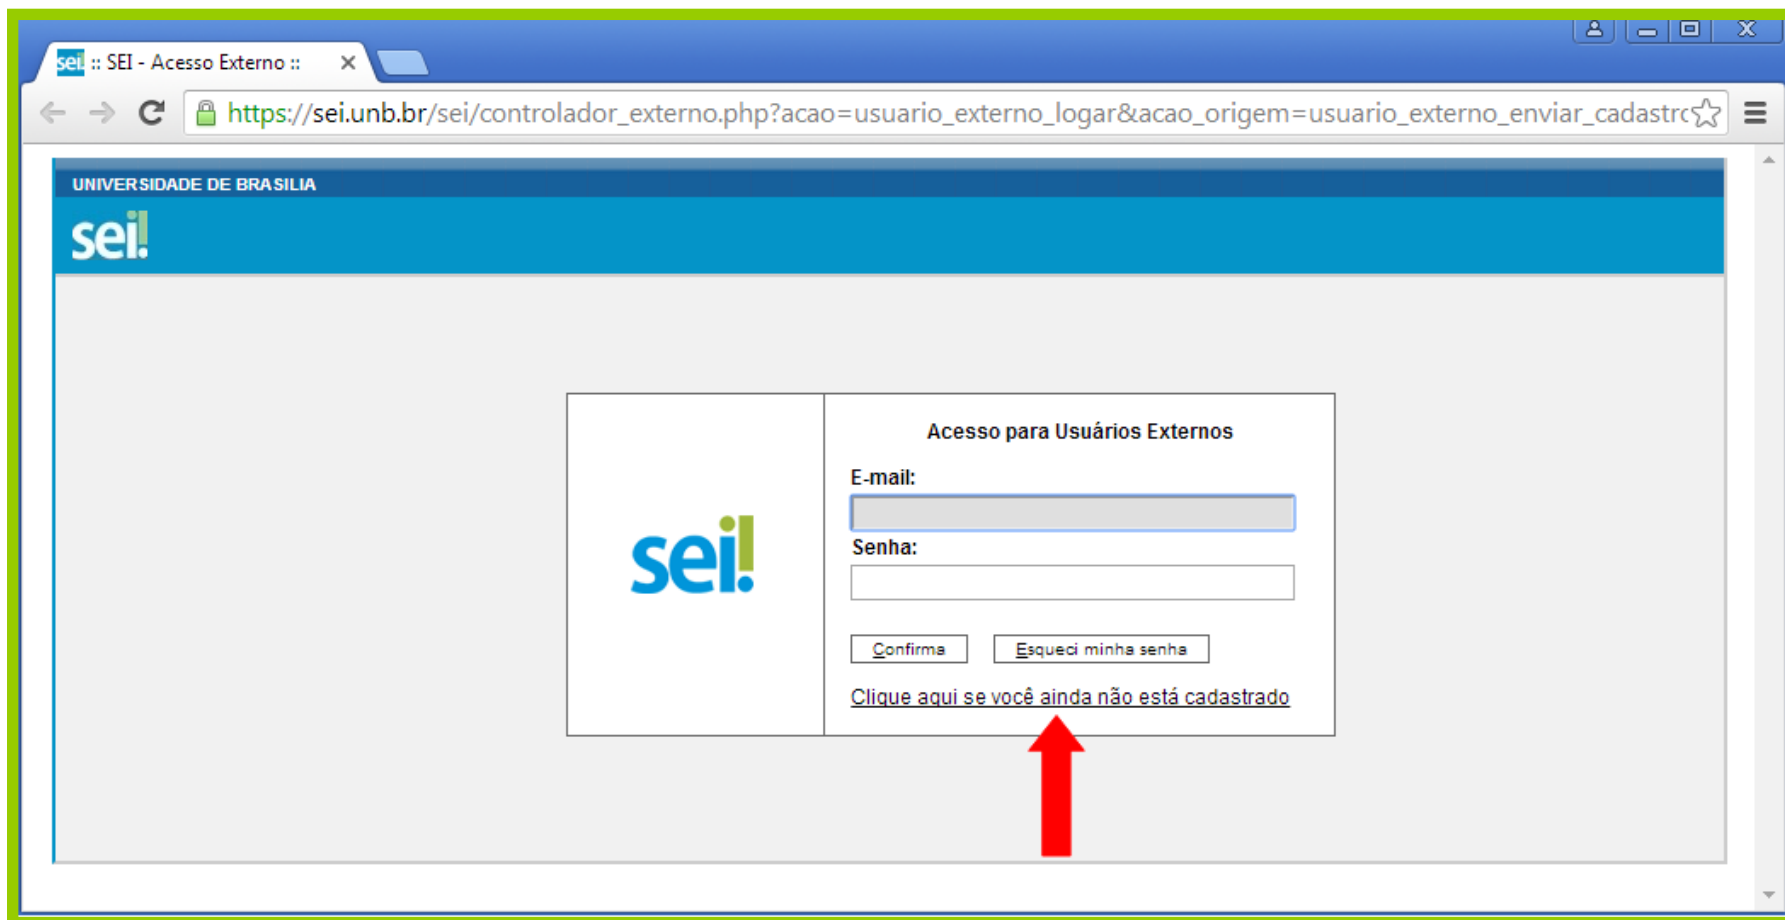 sei! :: SEI - Acesso Externo ::
https://sei.unb.br/sei/controlador_externo.php?acao=usuario_externo_logar&acao_origem=usuario_externo_enviar_cadastrc
UNIVERSIDADE DE BRASILIA
sei!
Acesso para Usuários Externos
E-mail:
sei!
Senha:
Confirma Esqueci minha senha
Clique aqui se você ainda não está cadastrado